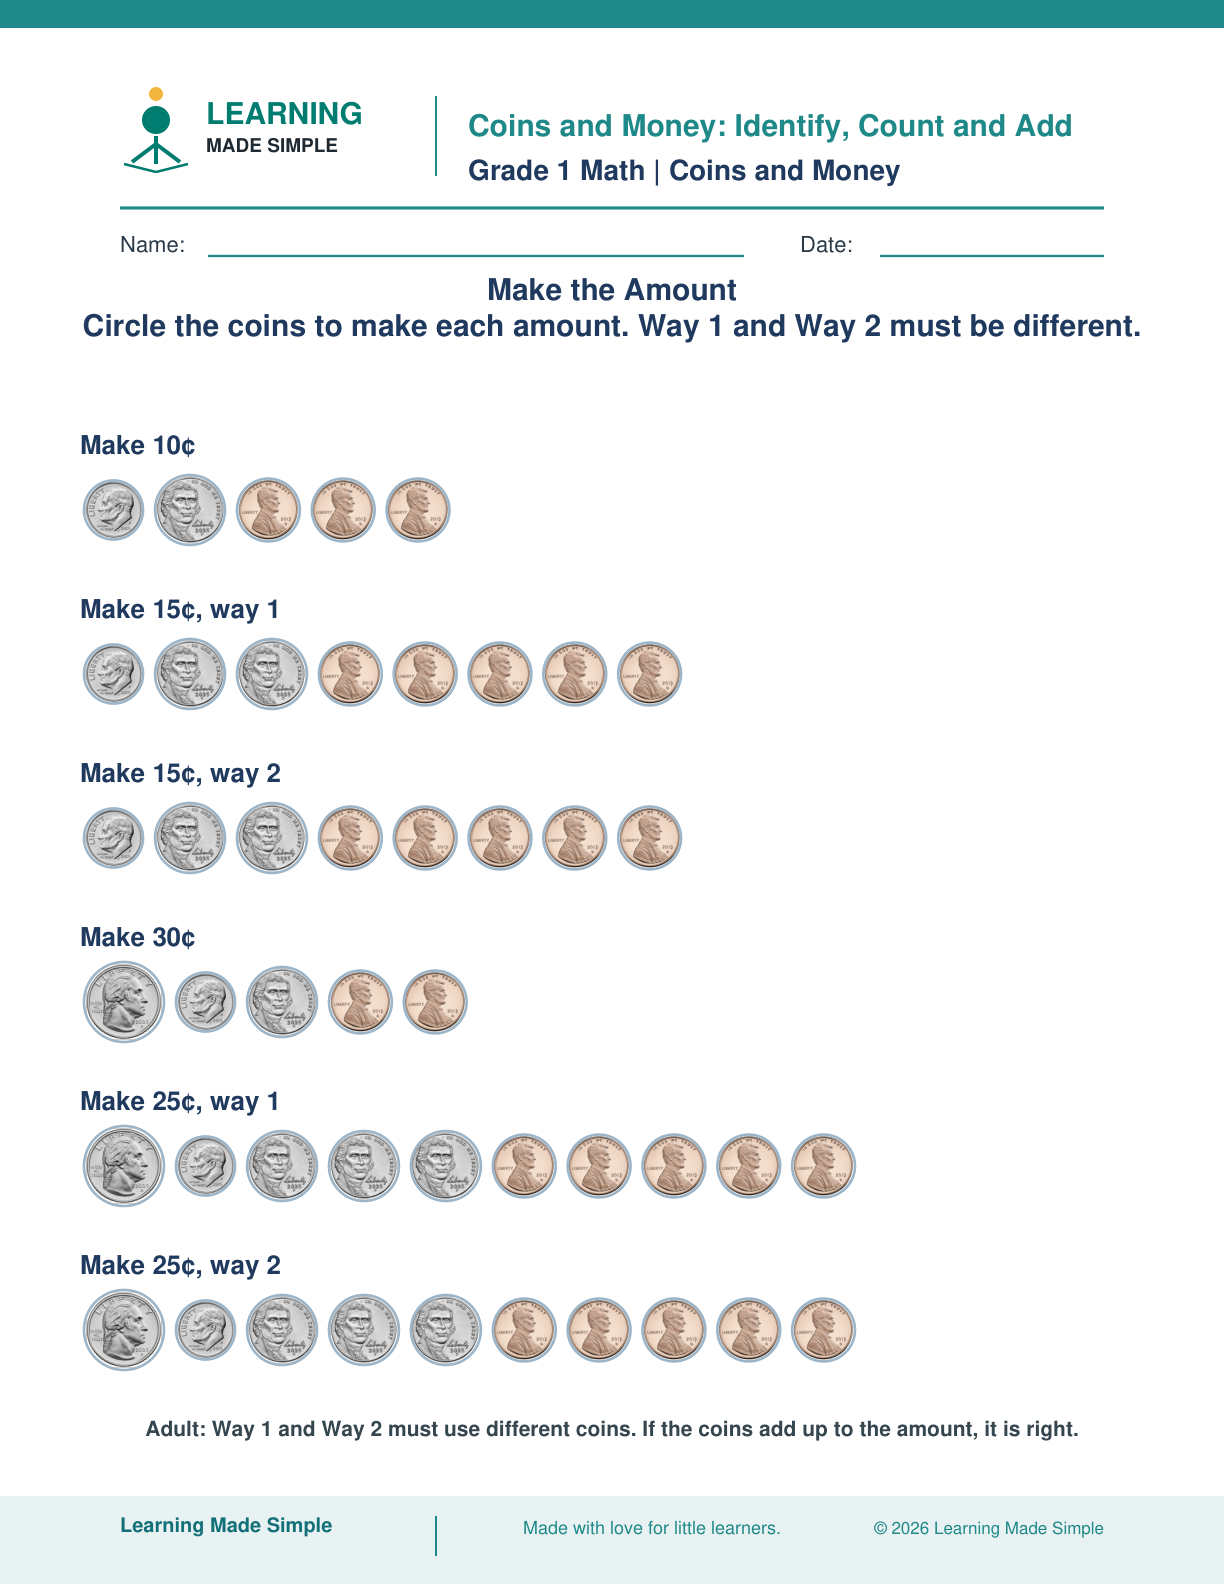 LEARNING
MADE SIMPLE
Coins and Money: Identify, Count and Add
Grade 1 Math | Coins and Money
Name:
Date:
Make the Amount
Circle the coins to make each amount. Way 1 and Way 2 must be different.
Make 10¢
Make 15¢, way 1
Make 15¢, way 2
Make 30¢
Make 25¢, way 1
Make 25¢, way 2
Adult: Way 1 and Way 2 must use different coins. If the coins add up to the amount, it is right.
Learning Made Simple
Made with love for little learners.
© 2026 Learning Made Simple